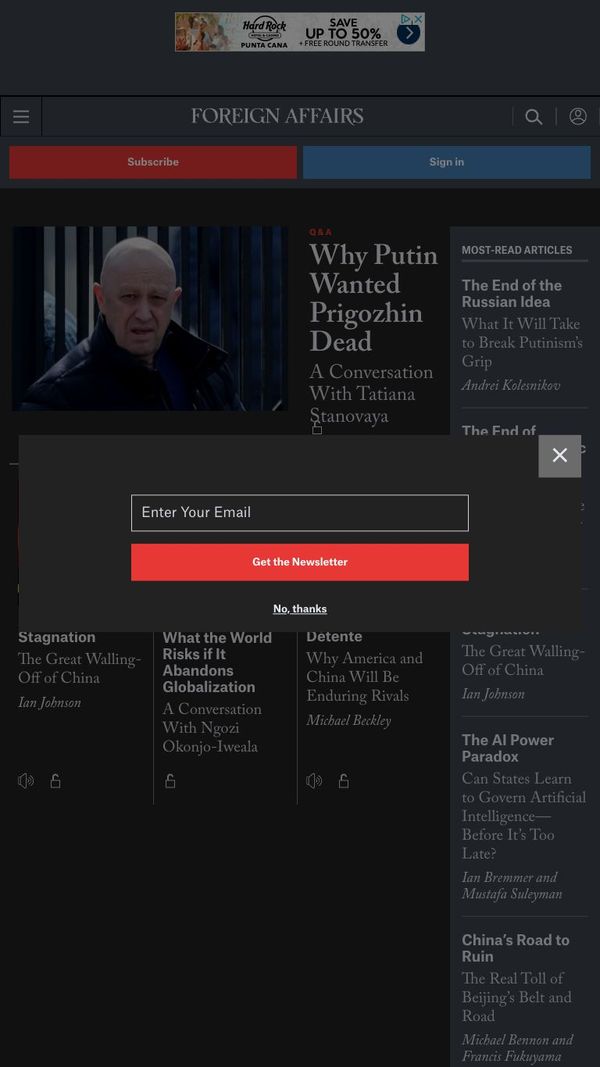 Hard Rock
HOTEL & CASINO
PUNTA CANA
SAVE
UP TO 50%
+ FREE ROUND TRANSFER
FOREIGN AFFAIRS
Subscribe
Sign in
Q&A
Why Putin
Wanted
Prigozhin
Dead
A Conversation
With Tatiana
Stanovaya
MOST-READ ARTICLES
The End of the
Russian Idea
What It Will Take
to Break Putinism's
Grip
Andrei Kolesnikov
The End of
Enter Your Email
Get the Newsletter
No, thanks
Stagnation
The Great Walling-
Off of China
Ian Johnson
What the World
Risks if It
Abandons
Globalization
A Conversation
With Ngozi
Okonjo-Iweala
Detente
Why America and
China Will Be
Enduring Rivals
Michael Beckley
Stagnation
The Great Walling-
Off of China
Ian Johnson
The AI Power
Paradox
Can States Learn
to Govern Artificial
Intelligence—
Before It's Too
Late?
Ian Bremmer and
Mustafa Suleyman
China's Road to
Ruin
The Real Toll of
Beijing's Belt and
Road
Michael Bennon and
Francis Fukuyama